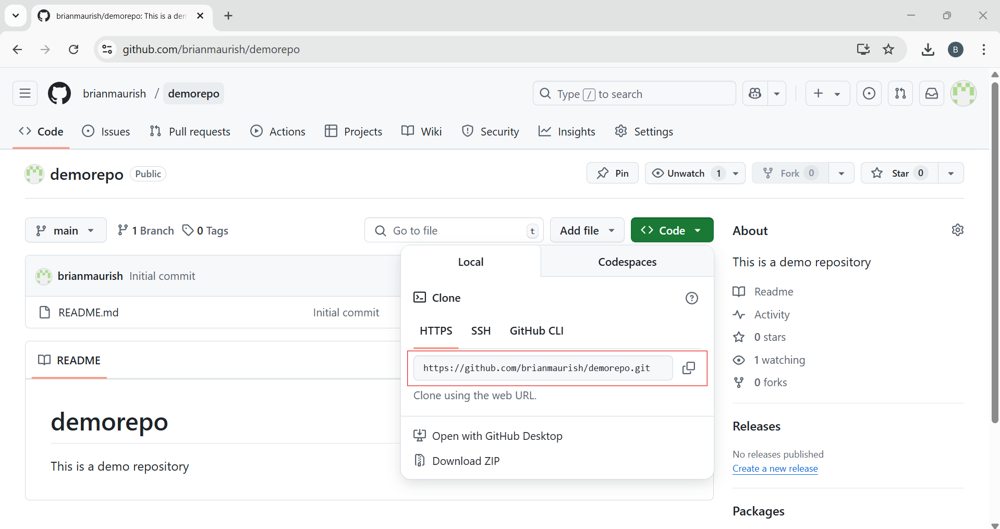 brianmaurish/demorepo: This is a dem
github.com/brianmaurish/demorepo
B
brianmaurish / demorepo
Type / to search
Code Issues Pull requests Actions Projects Wiki Security Insights Settings
demorepo Public
Pin Unwatch 1 Fork 0 Star 0
main 1 Branch 0 Tags Go to file t Add file Code
Local Codespaces
brianmaurish Initial commit
README.md Initial commit
README
demorepo
This is a demo repository
Clone
HTTPS SSH GitHub CLI
https://github.com/brianmaurish/demorepo.git
Clone using the web URL.
Open with GitHub Desktop
Download ZIP
About
This is a demo repository
Readme
Activity
0 stars
1 watching
0 forks
Releases
No releases published
Create a new release
Packages